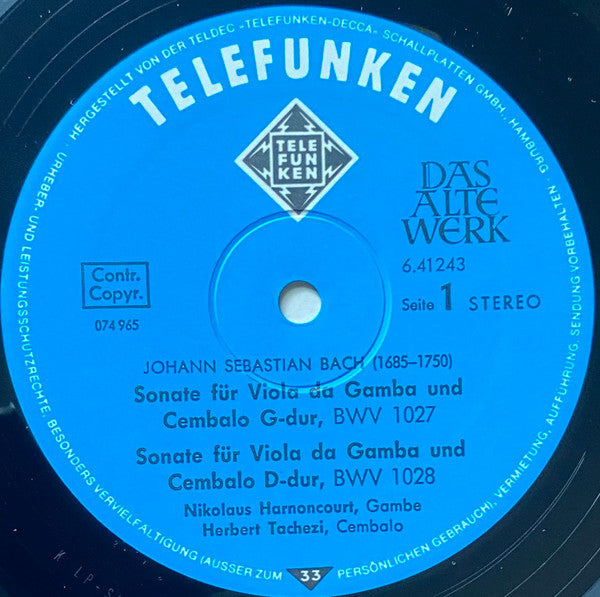 HERGESTELLT VON DER TELDEC »TELEFUNKEN-DECCA« SCHALLPLATTEN GMBH, HAMBURG
URHEBER- UND LEISTUNGSSCHUTZRECHTE, BESONDERS VERVIELFÄLTIGUNG (AUSSER ZUM PERSÖNLICHEN GEBRAUCH), VERMIETUNG, AUFFÜHRUNG, SENDUNG VORBEHALTEN
TELEFUNKEN
TELE
FUN
KEN
DAS
ALTE
WERK
6.41243
Seite 1 STEREO
Contr.
Copyr.
074 965
JOHANN SEBASTIAN BACH (1685–1750)
Sonate für Viola da Gamba und
Cembalo G-dur, BWV 1027
Sonate für Viola da Gamba und
Cembalo D-dur, BWV 1028
Nikolaus Harnoncourt, Gambe
Herbert Tachezi, Cembalo
33